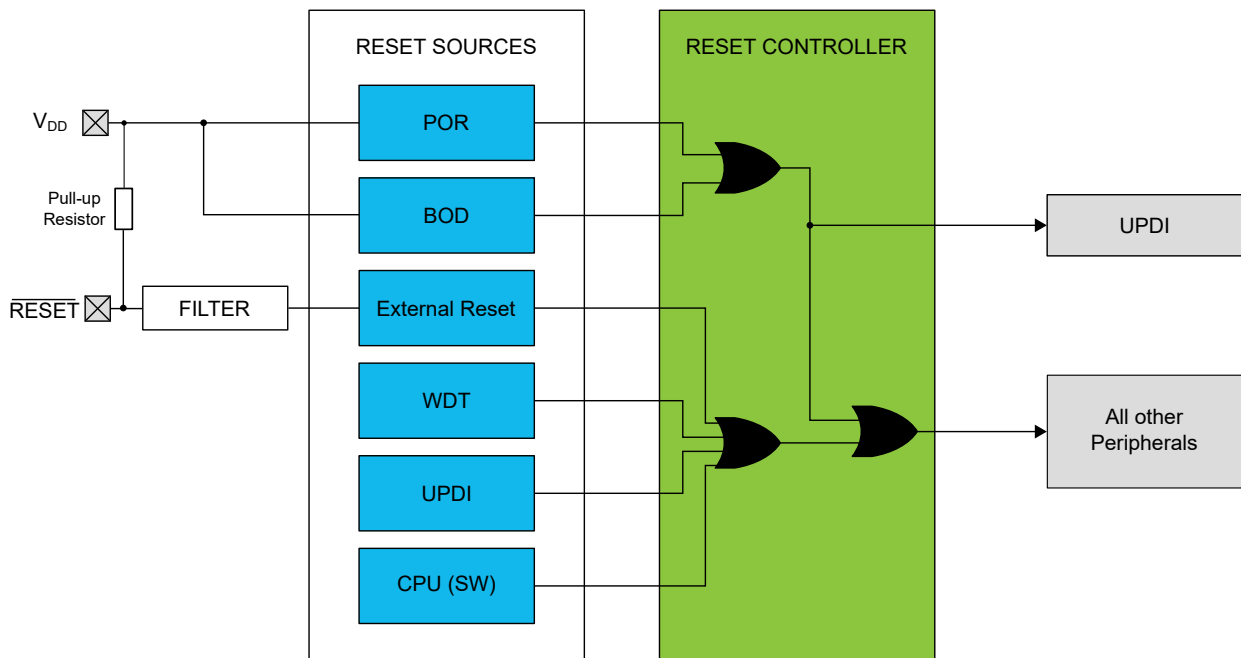 RESET SOURCES
RESET CONTROLLER
VDD
POR
Pull-up
Resistor
BOD
UPDI
RESET
FILTER
External Reset
WDT
All other
Peripherals
UPDI
CPU (SW)